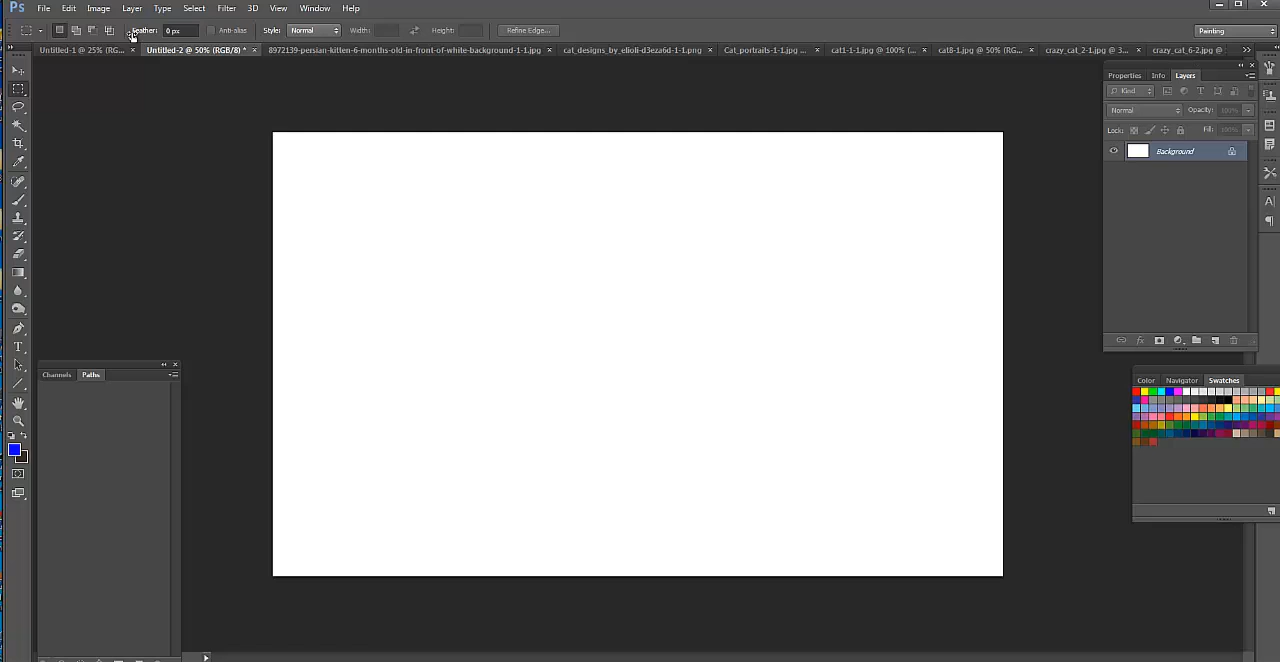 Ps File Edit Image Layer Type Select Filter 3D View Window Help
Feather: 0 px Anti-alias Style: Normal Width: Height: Refine Edge... Painting
Untitled-1 @ 25% (RG... × Untitled-2 @ 50% (RGB/8) * × 8972139-persian-kitten-6-months-old-in-front-of-white-background-1-1.jpg × cat_designs_by_elioli-d3eza6d-1-1.png × Cat_portraits-1-1.jpg ... × cat1-1-1.jpg @ 100% (... × cat8-1.jpg @ 50% (RG... × crazy_cat_2-1.jpg @ 3... × crazy_cat_6-2.jpg @
Properties Info Layers
Kind
Normal Opacity: 100%
Lock: Fill: 100%
Background
Channels Paths
Color Navigator Swatches